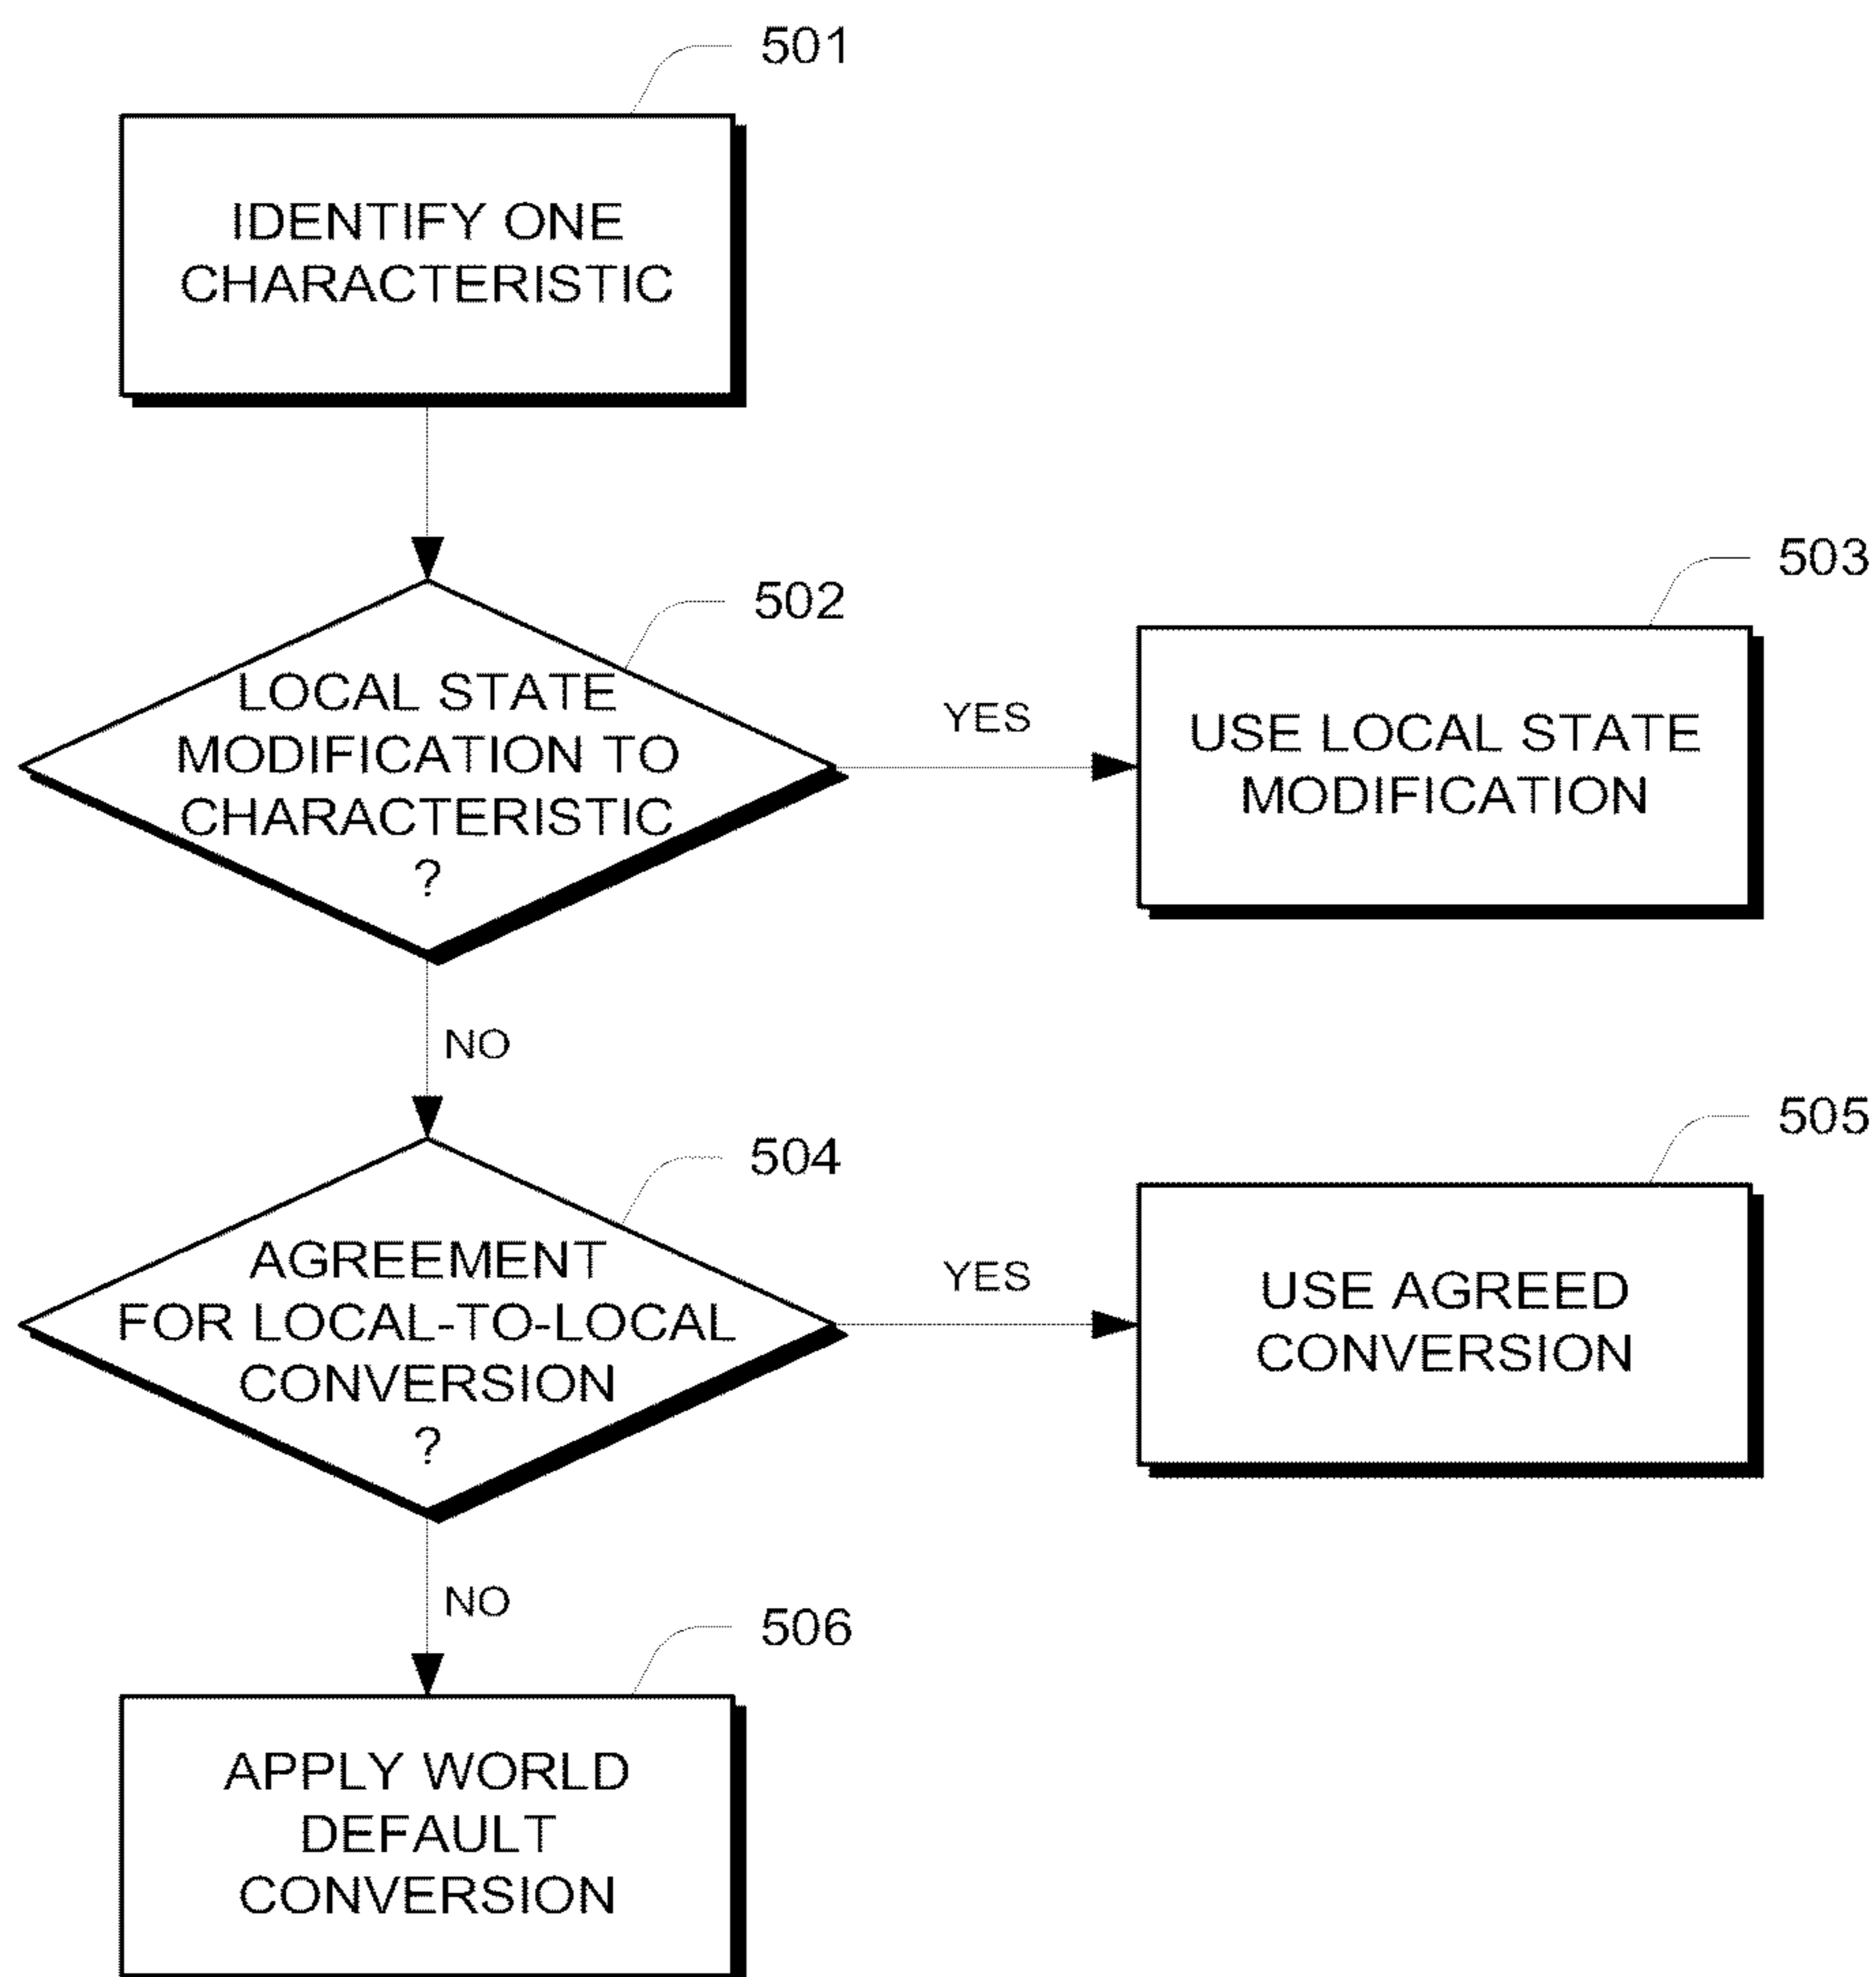 501
IDENTIFY ONE
CHARACTERISTIC
502
LOCAL STATE
MODIFICATION TO
CHARACTERISTIC
?
YES
503
USE LOCAL STATE
MODIFICATION
NO
504
AGREEMENT
FOR LOCAL-TO-LOCAL
CONVERSION
?
YES
505
USE AGREED
CONVERSION
NO
506
APPLY WORLD
DEFAULT
CONVERSION